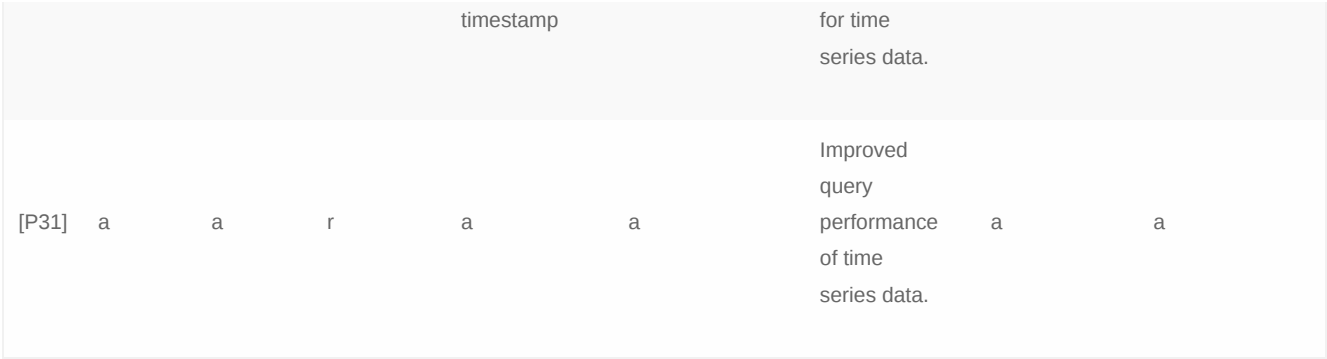 timestamp for time
series data.
Improved
query
[P31] a a r a a performance a a
of time
series data.